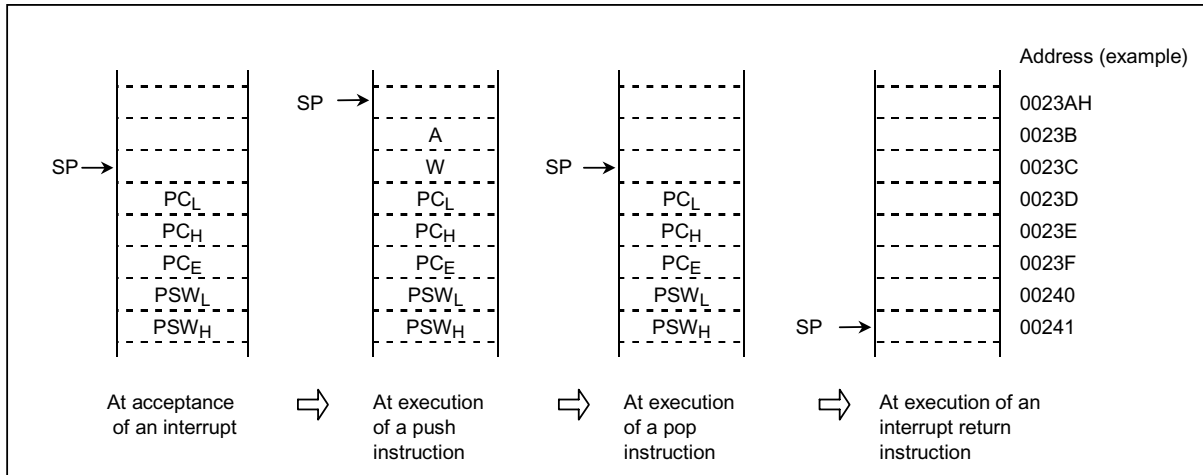 Address (example)
SP 0023AH
A 0023B
SP W SP 0023C
PCL PCL PCL 0023D
PCH PCH PCH 0023E
PCE PCE PCE 0023F
PSWL PSWL PSWL 00240
PSWH PSWH PSWH SP 00241
At acceptance
of an interrupt
At execution
of a push
instruction
At execution
of a pop
instruction
At execution of an
interrupt return
instruction